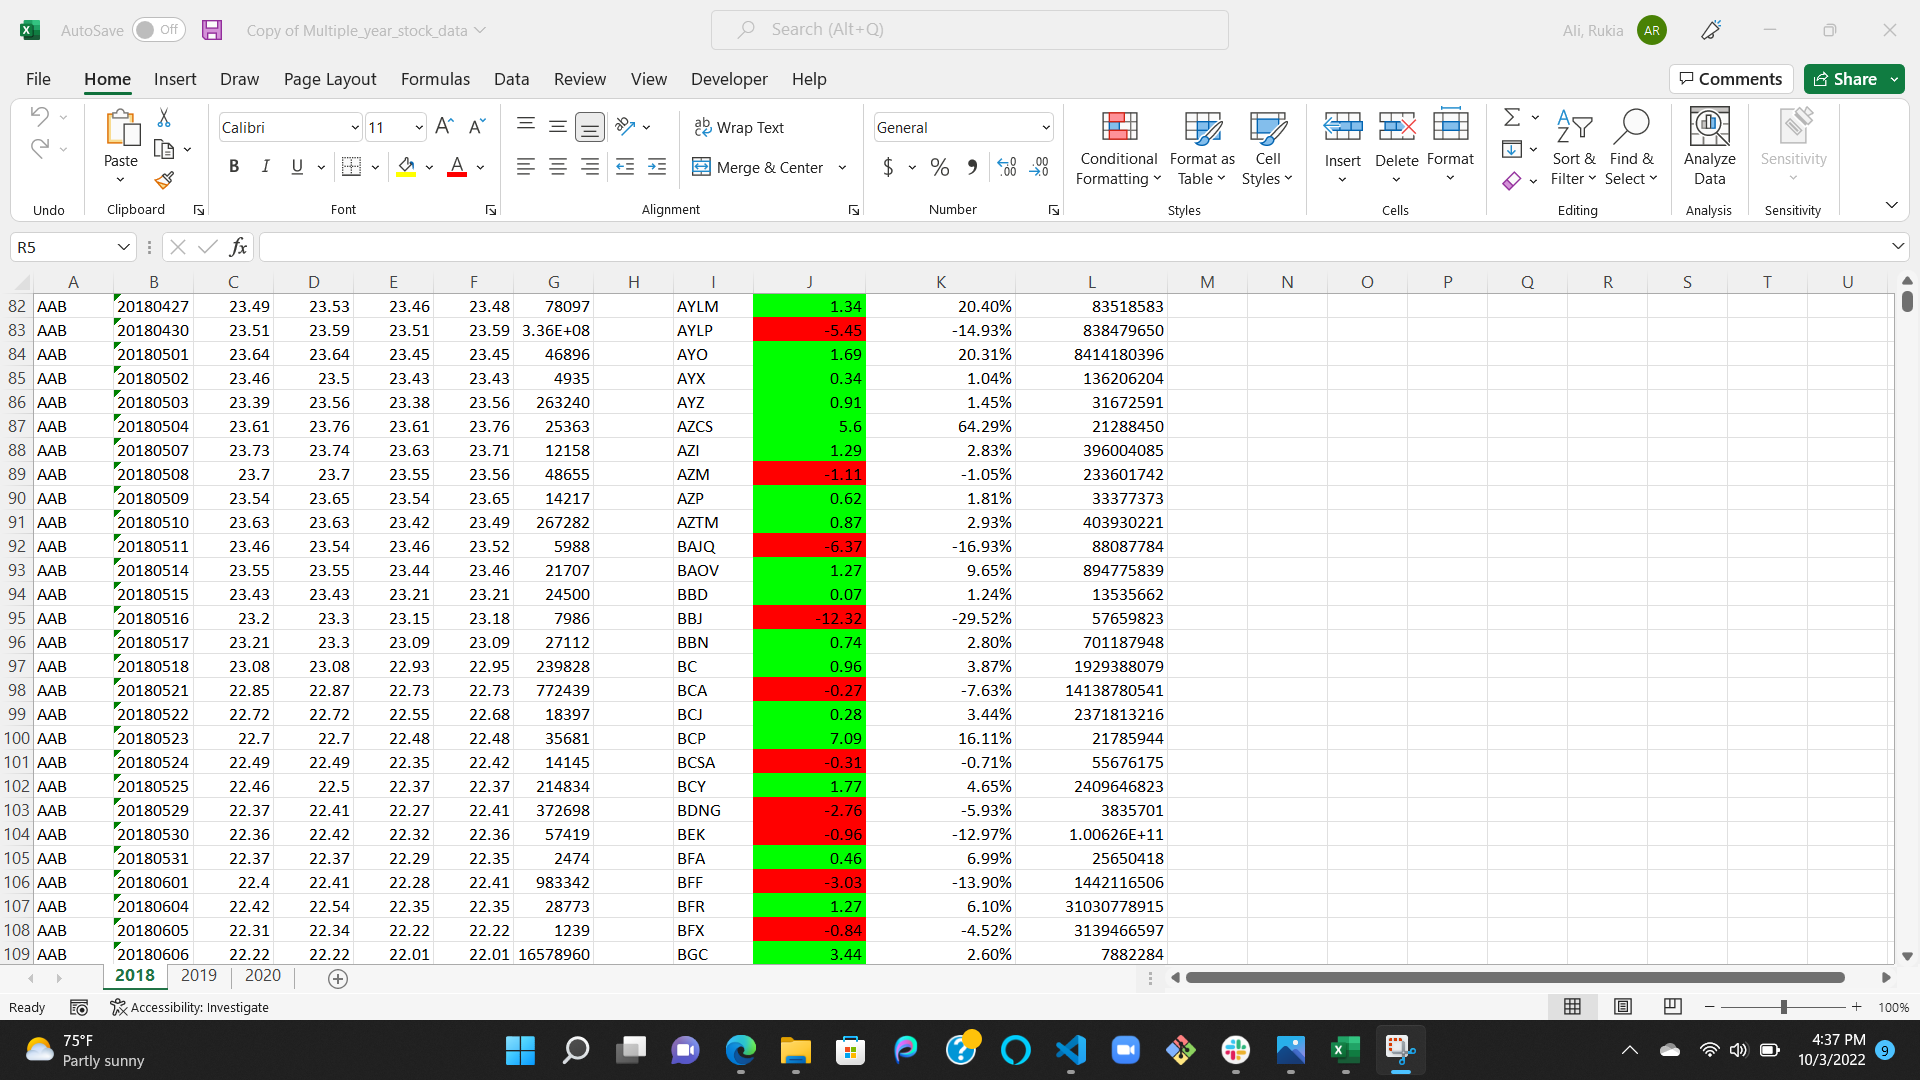 AutoSave Off Copy of Multiple_year_stock_data Search (Alt+Q) Ali, Rukia AR
File Home Insert Draw Page Layout Formulas Data Review View Developer Help Comments Share
Calibri 11 ab Wrap Text General
Paste B I U A Merge & Center $ % Conditional Formatting Format as Table Cell Styles Insert Delete Format Sort & Filter Find & Select Analyze Data Sensitivity
Undo Clipboard Font Alignment Number Styles Cells Editing Analysis Sensitivity
R5 fx
A B C D E F G H I J K L M N O P Q R S T U
82 AAB 20180427 23.49 23.53 23.46 23.48 78097 AYLM 1.34 20.40% 83518583
83 AAB 20180430 23.51 23.59 23.51 23.59 3.36E+08 AYLP -5.45 -14.93% 838479650
84 AAB 20180501 23.64 23.64 23.45 23.45 46896 AYO 1.69 20.31% 8414180396
85 AAB 20180502 23.46 23.5 23.43 23.43 4935 AYX 0.34 1.04% 136206204
86 AAB 20180503 23.39 23.56 23.38 23.56 263240 AYZ 0.91 1.45% 31672591
87 AAB 20180504 23.61 23.76 23.61 23.76 25363 AZCS 5.6 64.29% 21288450
88 AAB 20180507 23.73 23.74 23.63 23.71 12158 AZI 1.29 2.83% 396004085
89 AAB 20180508 23.7 23.7 23.55 23.56 48655 AZM -1.11 -1.05% 233601742
90 AAB 20180509 23.54 23.65 23.54 23.65 14217 AZP 0.62 1.81% 33377373
91 AAB 20180510 23.63 23.63 23.42 23.49 267282 AZTM 0.87 2.93% 403930221
92 AAB 20180511 23.46 23.54 23.46 23.52 5988 BAJQ -6.37 -16.93% 88087784
93 AAB 20180514 23.55 23.55 23.44 23.46 21707 BAOV 1.27 9.65% 894775839
94 AAB 20180515 23.43 23.43 23.21 23.21 24500 BBD 0.07 1.24% 13535662
95 AAB 20180516 23.2 23.3 23.15 23.18 7986 BBJ -12.32 -29.52% 57659823
96 AAB 20180517 23.21 23.3 23.09 23.09 27112 BBN 0.74 2.80% 701187948
97 AAB 20180518 23.08 23.08 22.93 22.95 239828 BC 0.96 3.87% 1929388079
98 AAB 20180521 22.85 22.87 22.73 22.73 772439 BCA -0.27 -7.63% 14138780541
99 AAB 20180522 22.72 22.72 22.55 22.68 18397 BCJ 0.28 3.44% 2371813216
100 AAB 20180523 22.7 22.7 22.48 22.48 35681 BCP 7.09 16.11% 21785944
101 AAB 20180524 22.49 22.49 22.35 22.42 14145 BCSA -0.31 -0.71% 55676175
102 AAB 20180525 22.46 22.5 22.37 22.37 214834 BCY 1.77 4.65% 2409646823
103 AAB 20180529 22.37 22.41 22.27 22.41 372698 BDNG -2.76 -5.93% 3835701
104 AAB 20180530 22.36 22.42 22.32 22.36 57419 BEK -0.96 -12.97% 1.00626E+11
105 AAB 20180531 22.37 22.37 22.29 22.35 2474 BFA 0.46 6.99% 25650418
106 AAB 20180601 22.4 22.41 22.28 22.41 983342 BFF -3.03 -13.90% 1442116506
107 AAB 20180604 22.42 22.54 22.35 22.35 28773 BFR 1.27 6.10% 31030778915
108 AAB 20180605 22.31 22.34 22.22 22.22 1239 BFX -0.84 -4.52% 3139466597
109 AAB 20180606 22.22 22.22 22.01 22.01 16578960 BGC 3.44 2.60% 7882284
2018 2019 2020
Ready Accessibility: Investigate 100%
75°F Partly sunny 4:37 PM 10/3/2022 9